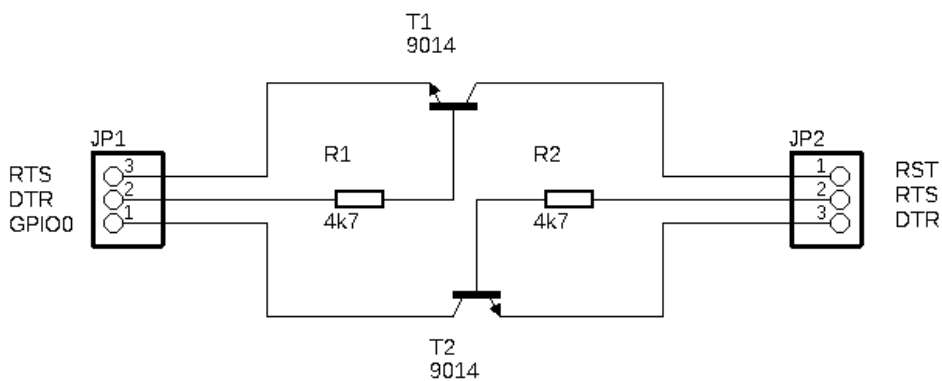 T1
9014
JP1
R1
R2
JP2
RTS
3
1
RST
DTR
2
2
RTS
GPIO0
1
3
DTR
4k7
4k7
T2
9014